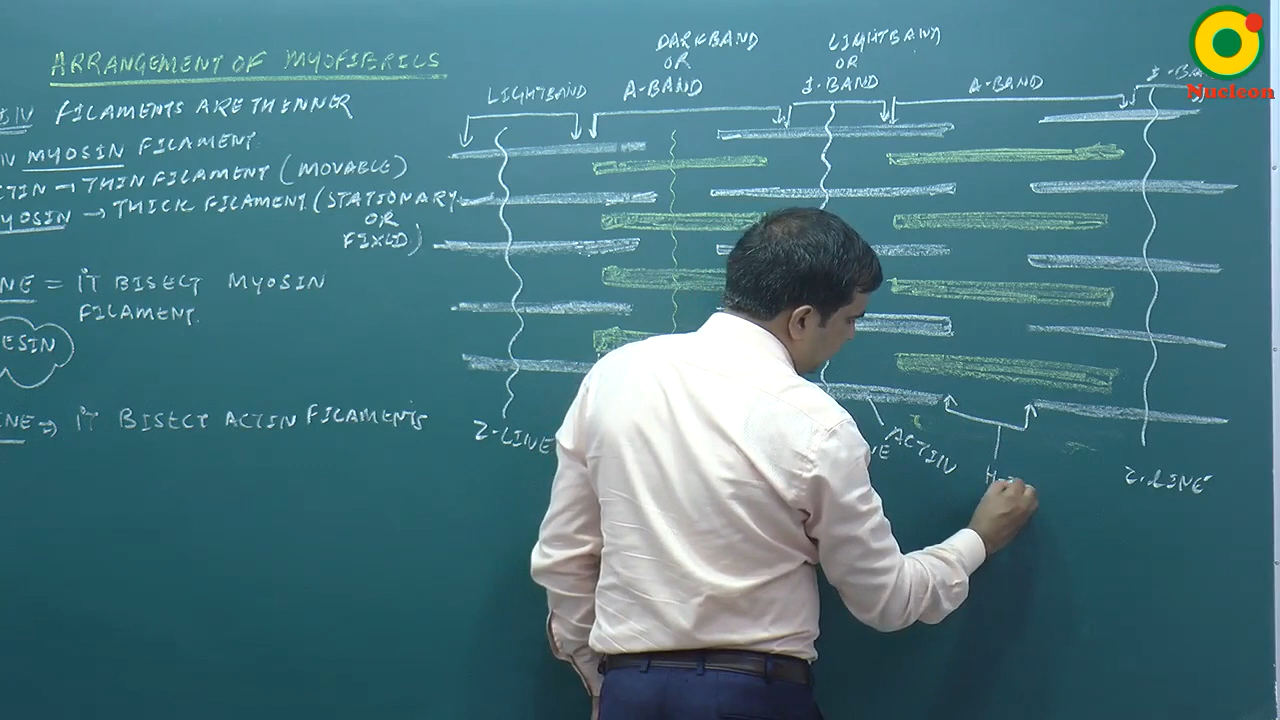 ARRANGEMENT OF MYOFIBRILS
FILAMENTS ARE THINNER
MYOSIN FILAMENT
→ THIN FILAMENT (MOVABLE)
→ THICK FILAMENT (STATIONARY
OR
FIXED)
= IT BISECT MYOSIN
FILAMENT.
→ IT BISECT ACTIN FILAMENTS
LIGHT BAND
DARK BAND
OR
A-BAND
LIGHT BAND
OR
I-BAND
A-BAND
Z-LINE
ACTIN
Z-LINE
Nucleon